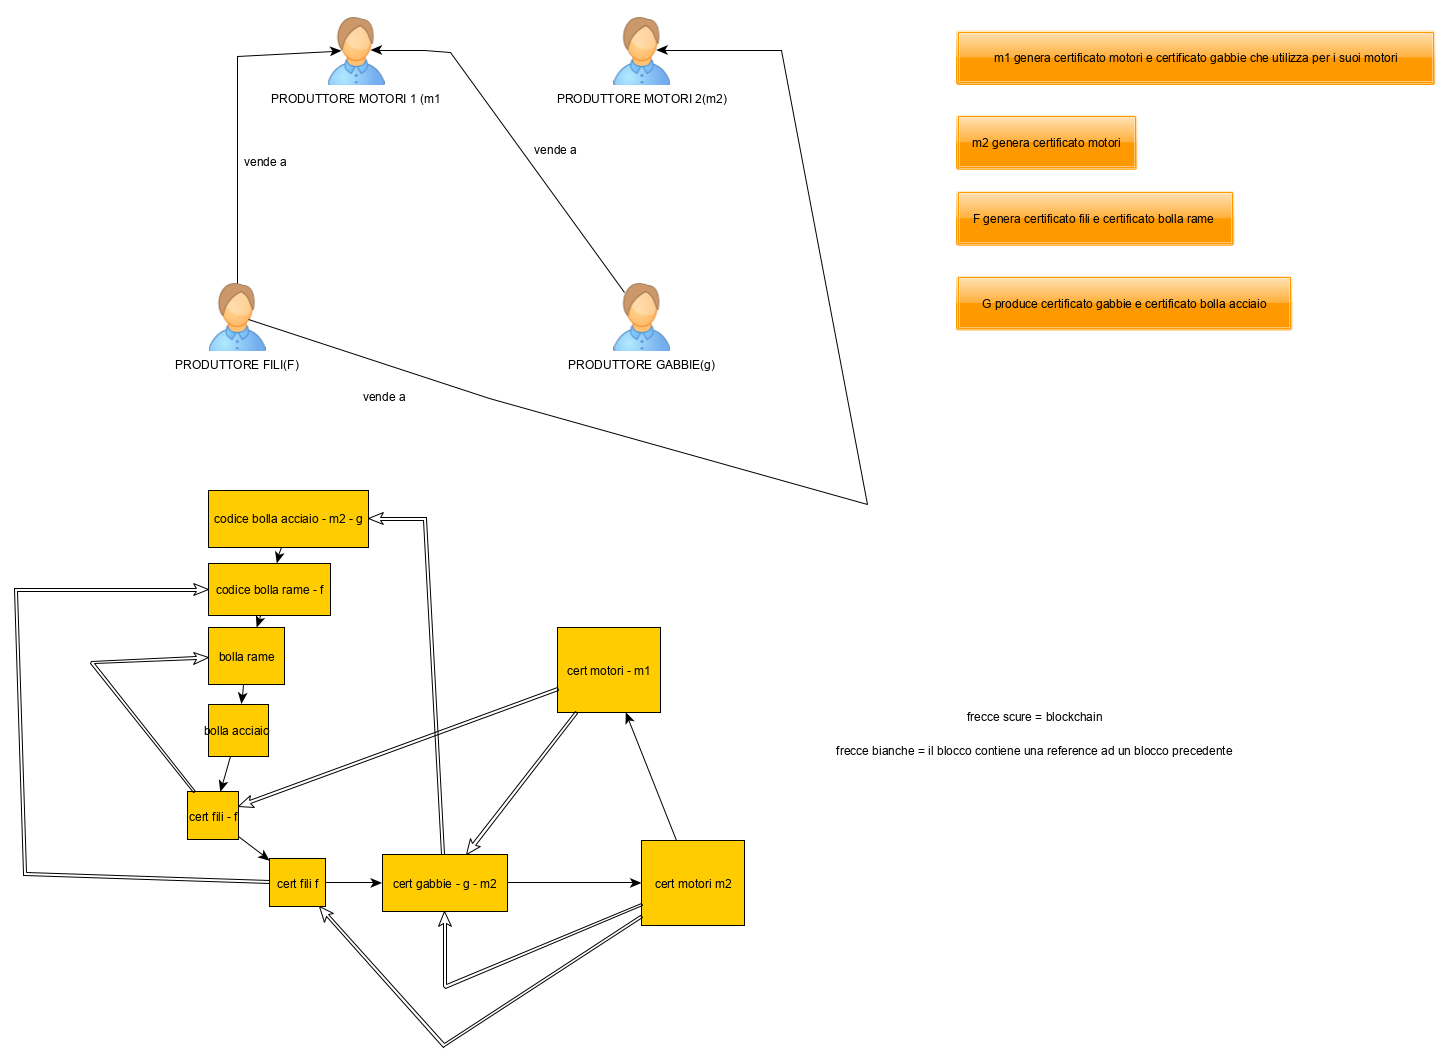 PRODUTTORE MOTORI 1 (m1
PRODUTTORE MOTORI 2(m2)
vende a
vende a
PRODUTTORE FILI(F)
PRODUTTORE GABBIE(g)
vende a
m1 genera certificato motori e certificato gabbie che utilizza per i suoi motori
m2 genera certificato motori
F genera certificato fili e certificato bolla rame
G produce certificato gabbie e certificato bolla acciaio
codice bolla acciaio - m2 - g
codice bolla rame - f
bolla rame
bolla acciaio
cert fili - f
cert fili f
cert gabbie - g - m2
cert motori - m1
cert motori m2
frecce scure = blockchain
frecce bianche = il blocco contiene una reference ad un blocco precedente